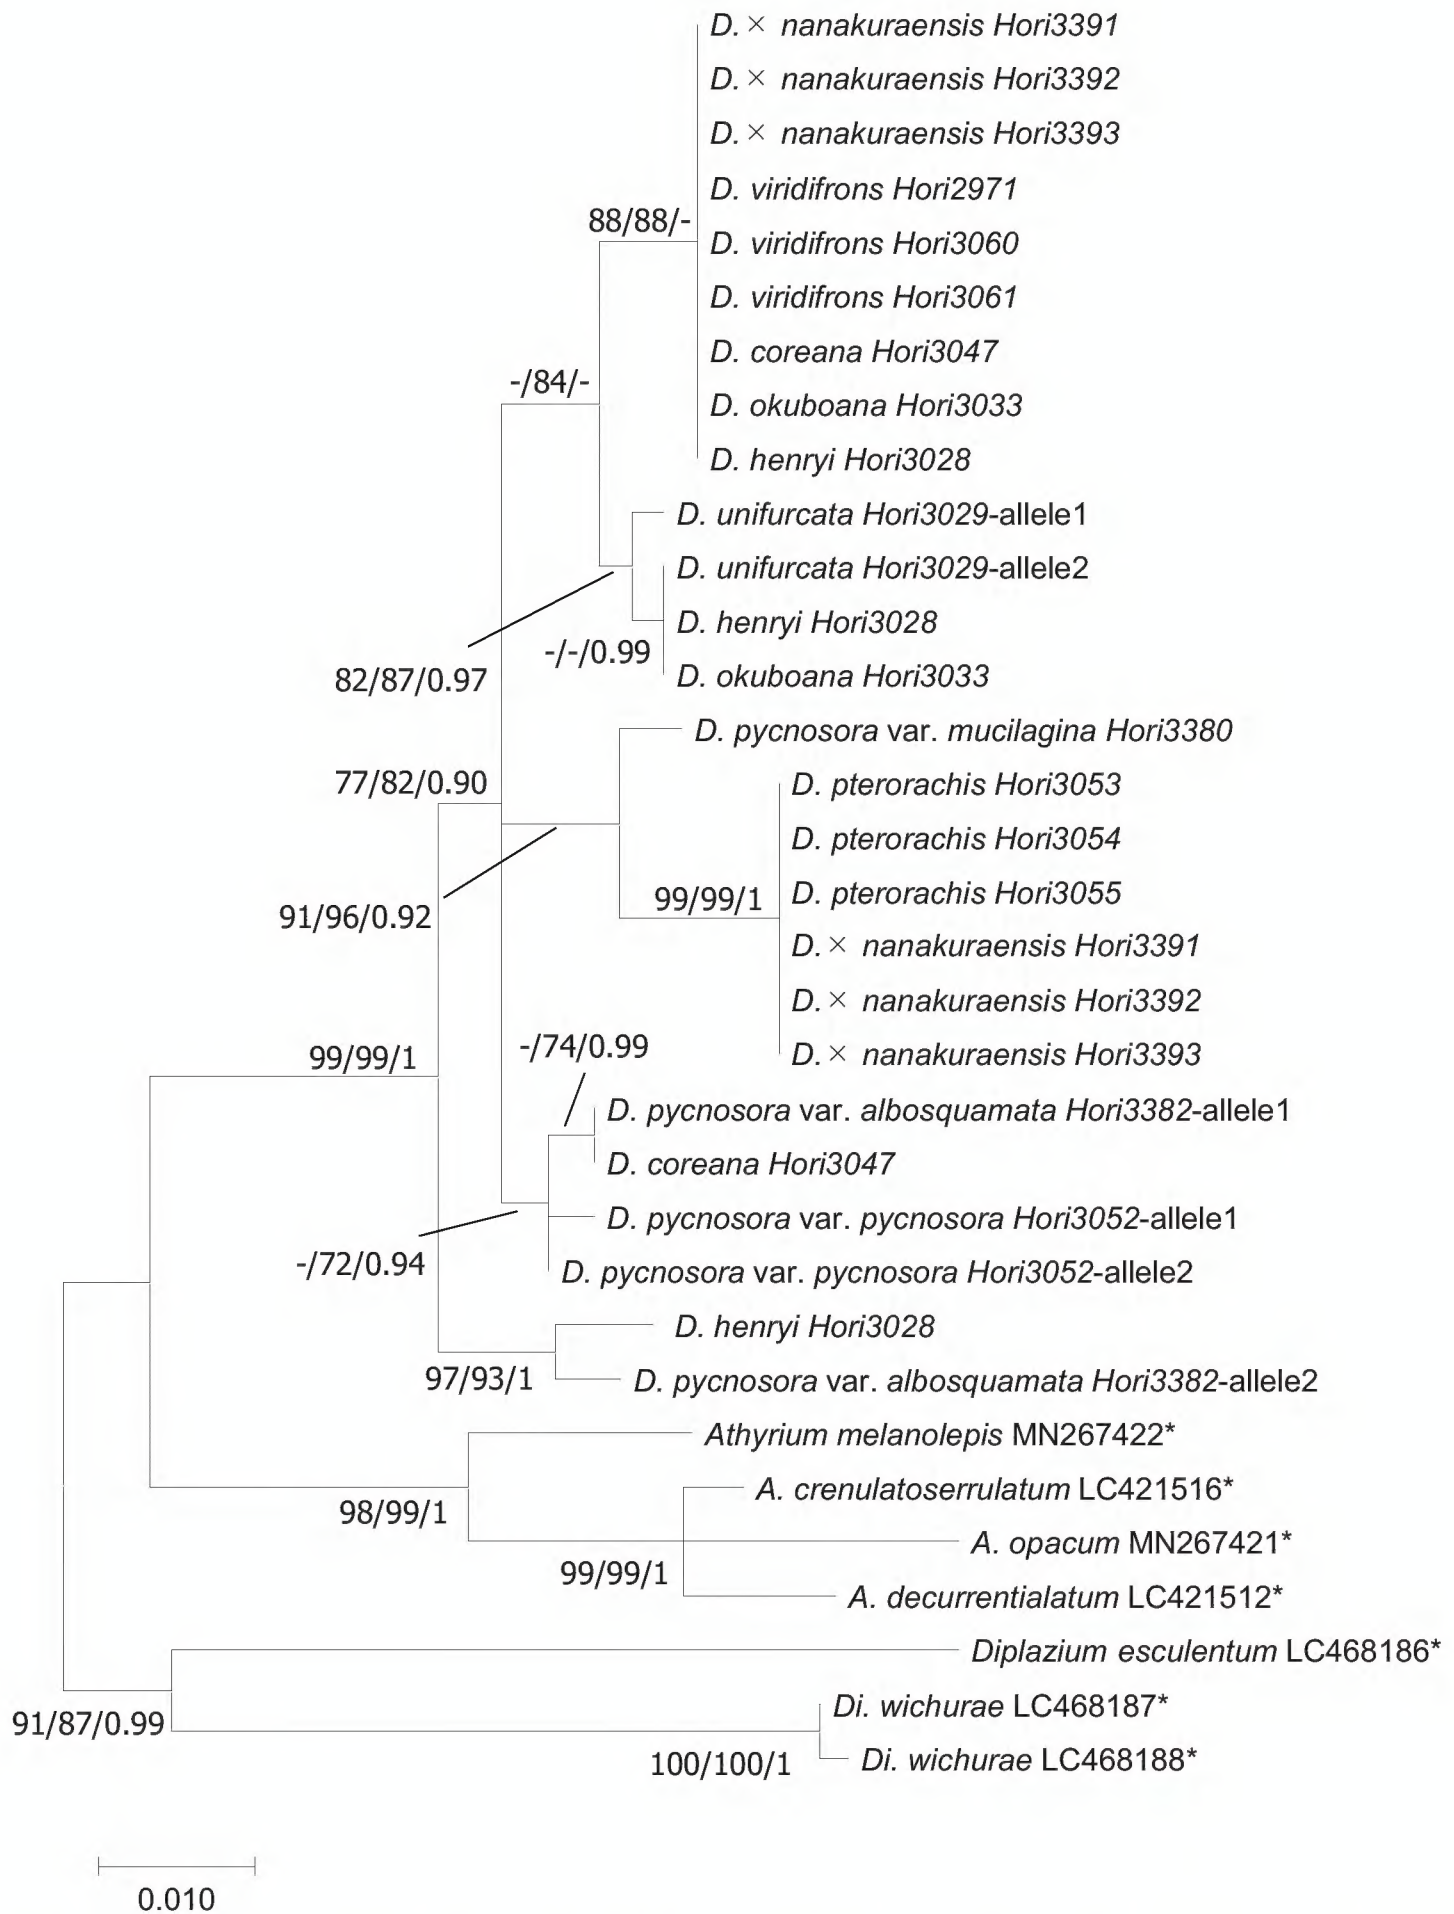 D. × nanakuraensis Hori3391
D. × nanakuraensis Hori3392
D. × nanakuraensis Hori3393
D. viridifrons Hori2971
88/88/-
D. viridifrons Hori3060
D. viridifrons Hori3061
D. coreana Hori3047
-/84/-
D. okuboana Hori3033
D. henryi Hori3028
D. unifurcata Hori3029-allele1
D. unifurcata Hori3029-allele2
D. henryi Hori3028
-/-/0.99
82/87/0.97
D. okuboana Hori3033
D. pycnosora var. mucilagina Hori3380
77/82/0.90
D. pterorachis Hori3053
D. pterorachis Hori3054
D. pterorachis Hori3055
99/99/1
91/96/0.92
D. × nanakuraensis Hori3391
D. × nanakuraensis Hori3392
-/74/0.99
99/99/1
D. × nanakuraensis Hori3393
D. pycnosora var. albosquamata Hori3382-allele1
D. coreana Hori3047
D. pycnosora var. pycnosora Hori3052-allele1
-/72/0.94
D. pycnosora var. pycnosora Hori3052-allele2
D. henryi Hori3028
97/93/1
D. pycnosora var. albosquamata Hori3382-allele2
Athyrium melanolepis MN267422*
A. crenulatoserrulatum LC421516*
98/99/1
A. opacum MN267421*
99/99/1
A. decurrentialatum LC421512*
Diplazium esculentum LC468186*
Di. wichurae LC468187*
91/87/0.99
Di. wichurae LC468188*
100/100/1
0.010